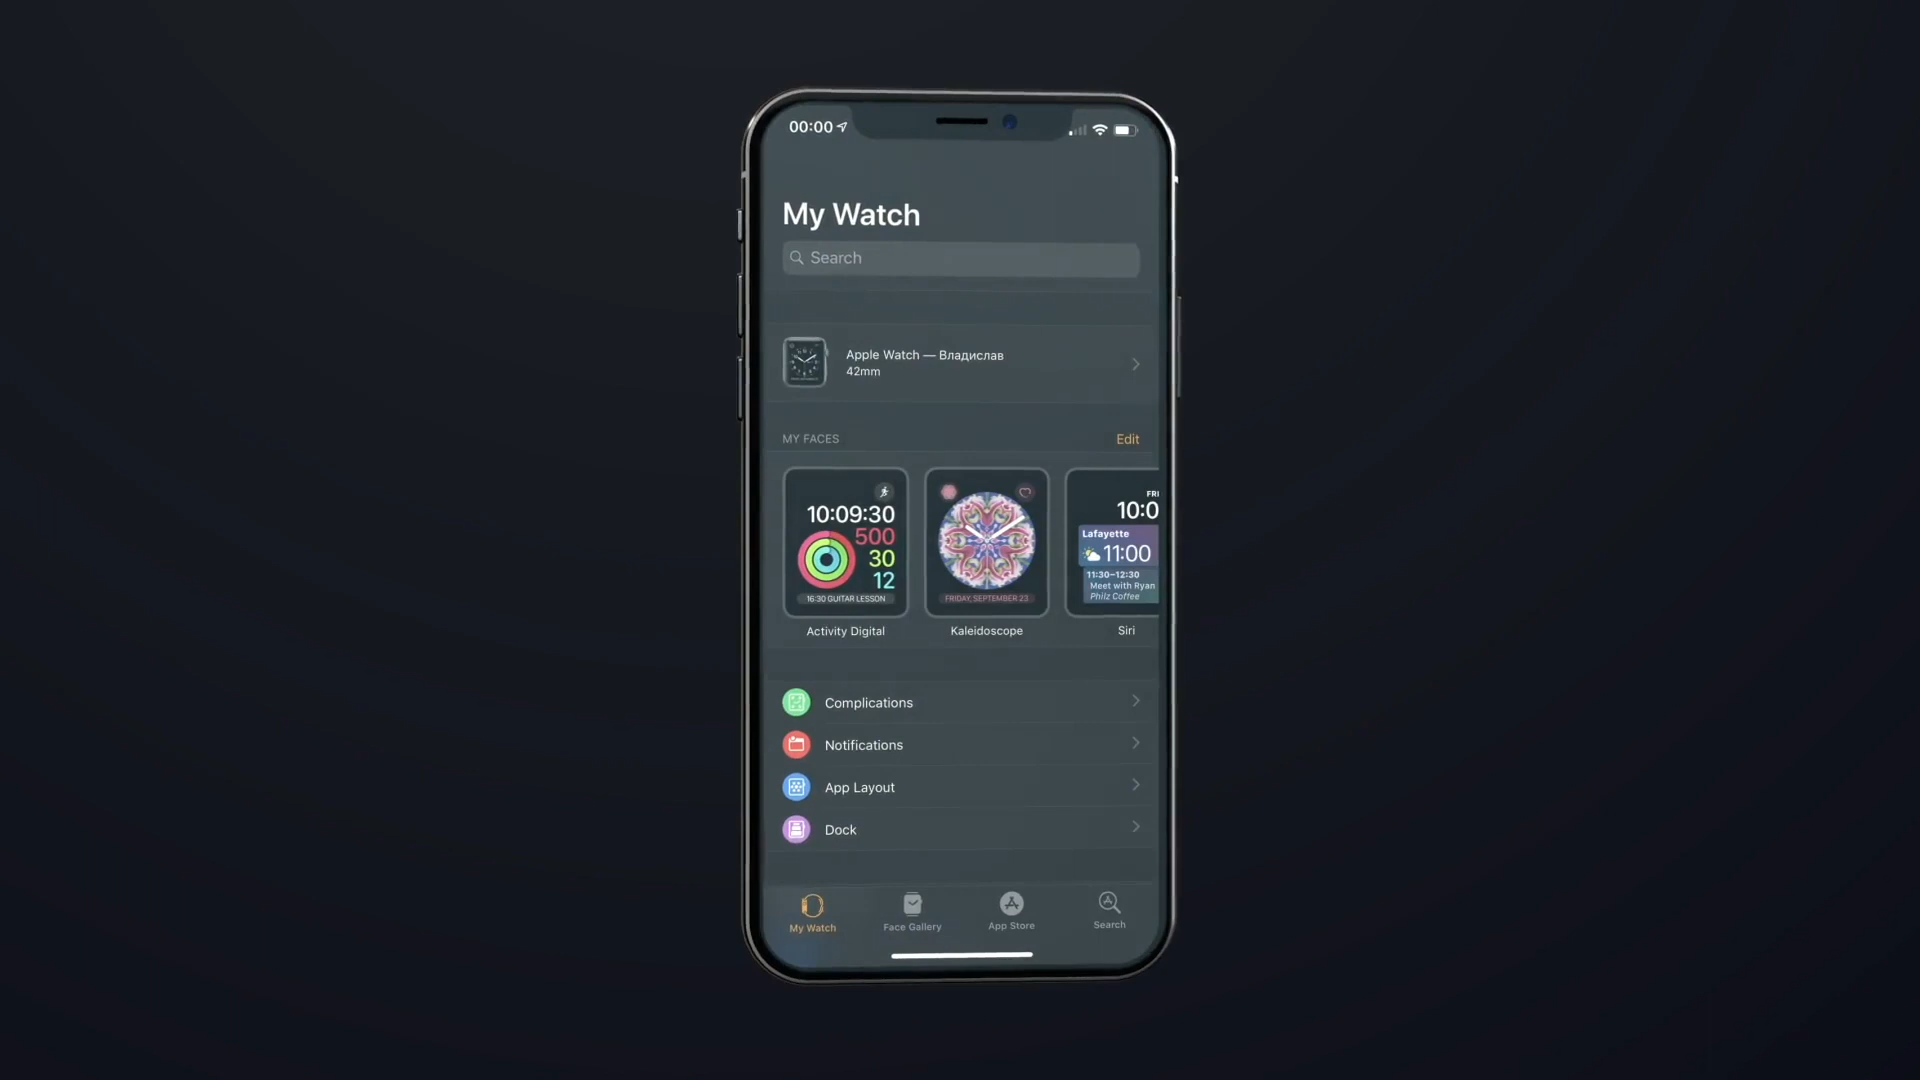 00:00
My Watch
Search
Apple Watch — Владислав
42mm
MY FACES
Edit
10:09:30
500
30
12
16:30 GUITAR LESSON
Activity Digital
FRIDAY, SEPTEMBER 23
Kaleidoscope
FRI
10:0
Lafayette
11:00
11:30–12:30
Meet with Ryan
Philz Coffee
Siri
Complications
Notifications
App Layout
Dock
My Watch
Face Gallery
App Store
Search